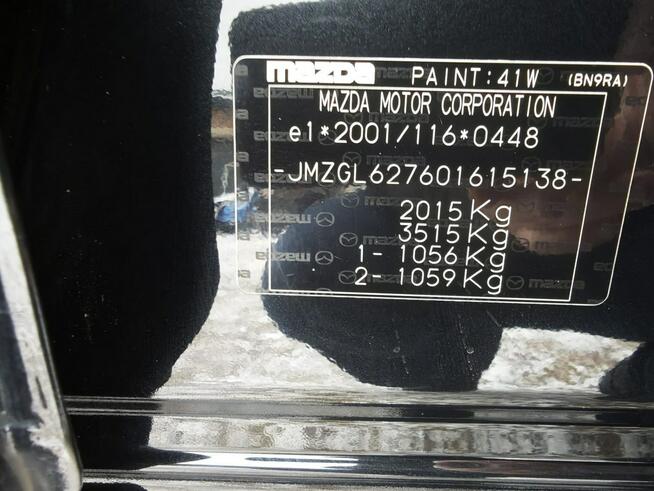 mazda PAINT:41W (BN9RA)
MAZDA MOTOR CORPORATION
e1*2001/116*0448
-JMZGL627601615138-
2015Kg
3515Kg
1-1056Kg
2-1059Kg